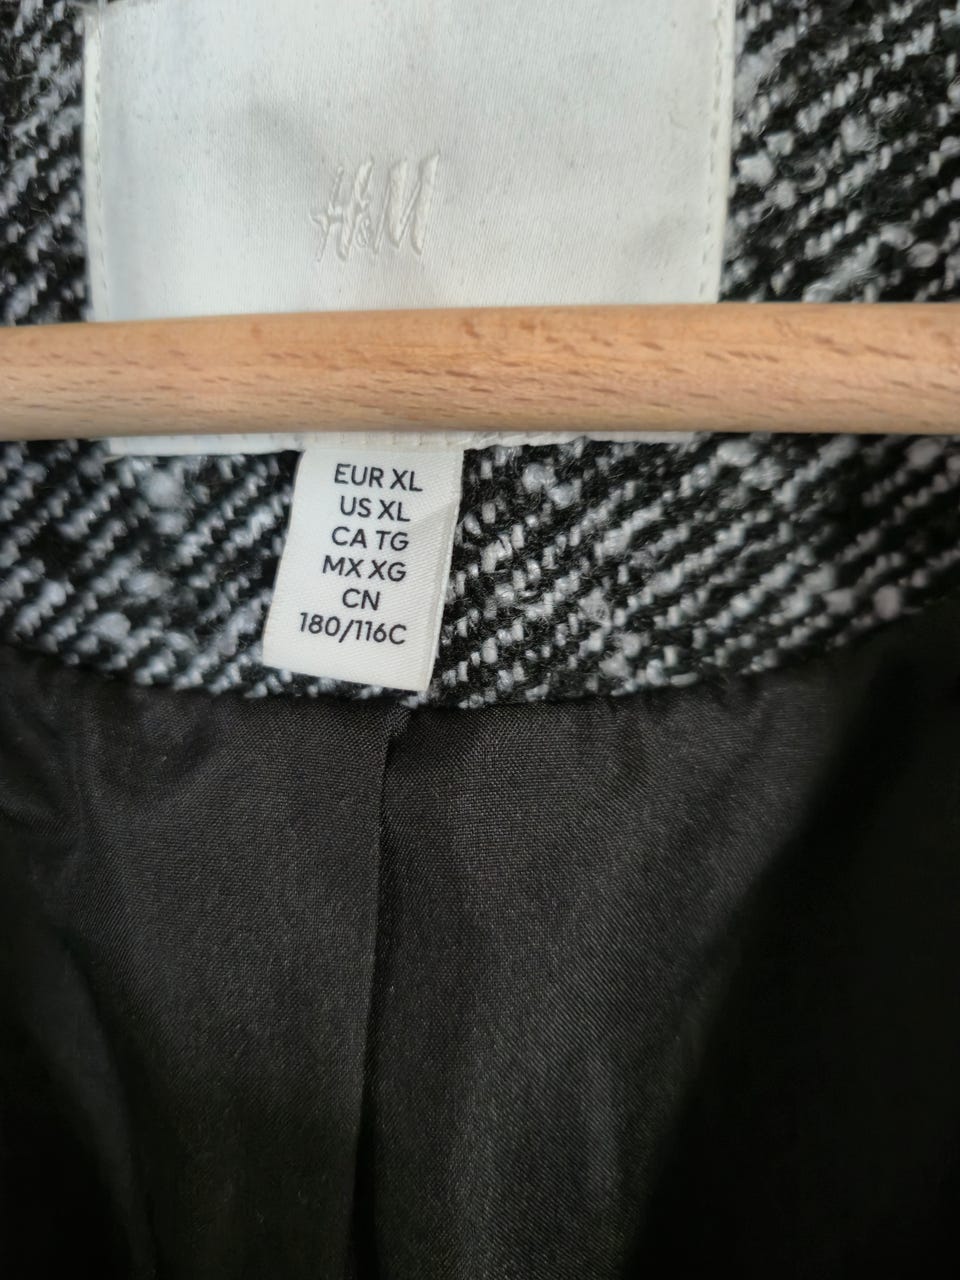 H&M
EUR XL
US XL
CA TG
MX XG
CN
180/116C